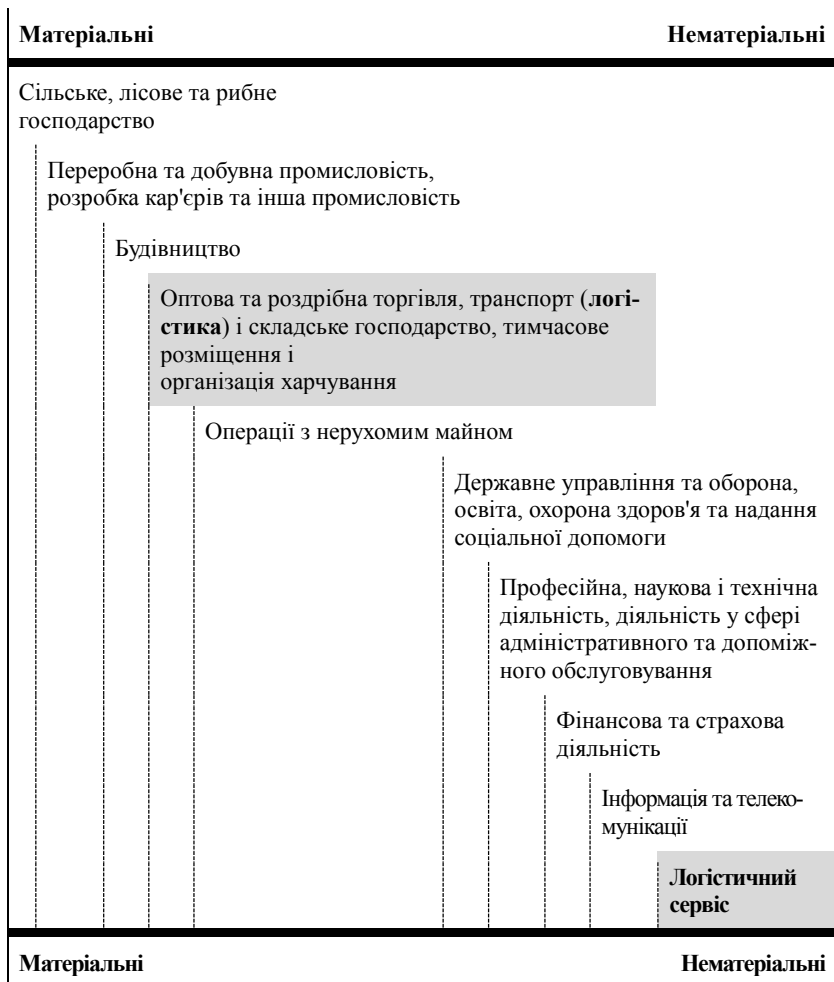 Матеріальні Нематеріальні
Сільське, лісове та рибне
господарство
Переробна та добувна промисловість,
розробка кар'єрів та інша промисловість
Будівництво
Оптова та роздрібна торгівля, транспорт (логі-
стика) і складське господарство, тимчасове
розміщення і
організація харчування
Операції з нерухомим майном
Державне управління та оборона,
освіта, охорона здоров'я та надання
соціальної допомоги
Професійна, наукова і технічна
діяльність, діяльність у сфері
адміністративного та допоміж-
ного обслуговування
Фінансова та страхова
діяльність
Інформація та телеко-
мунікації
Логістичний
сервіс
Матеріальні Нематеріальні